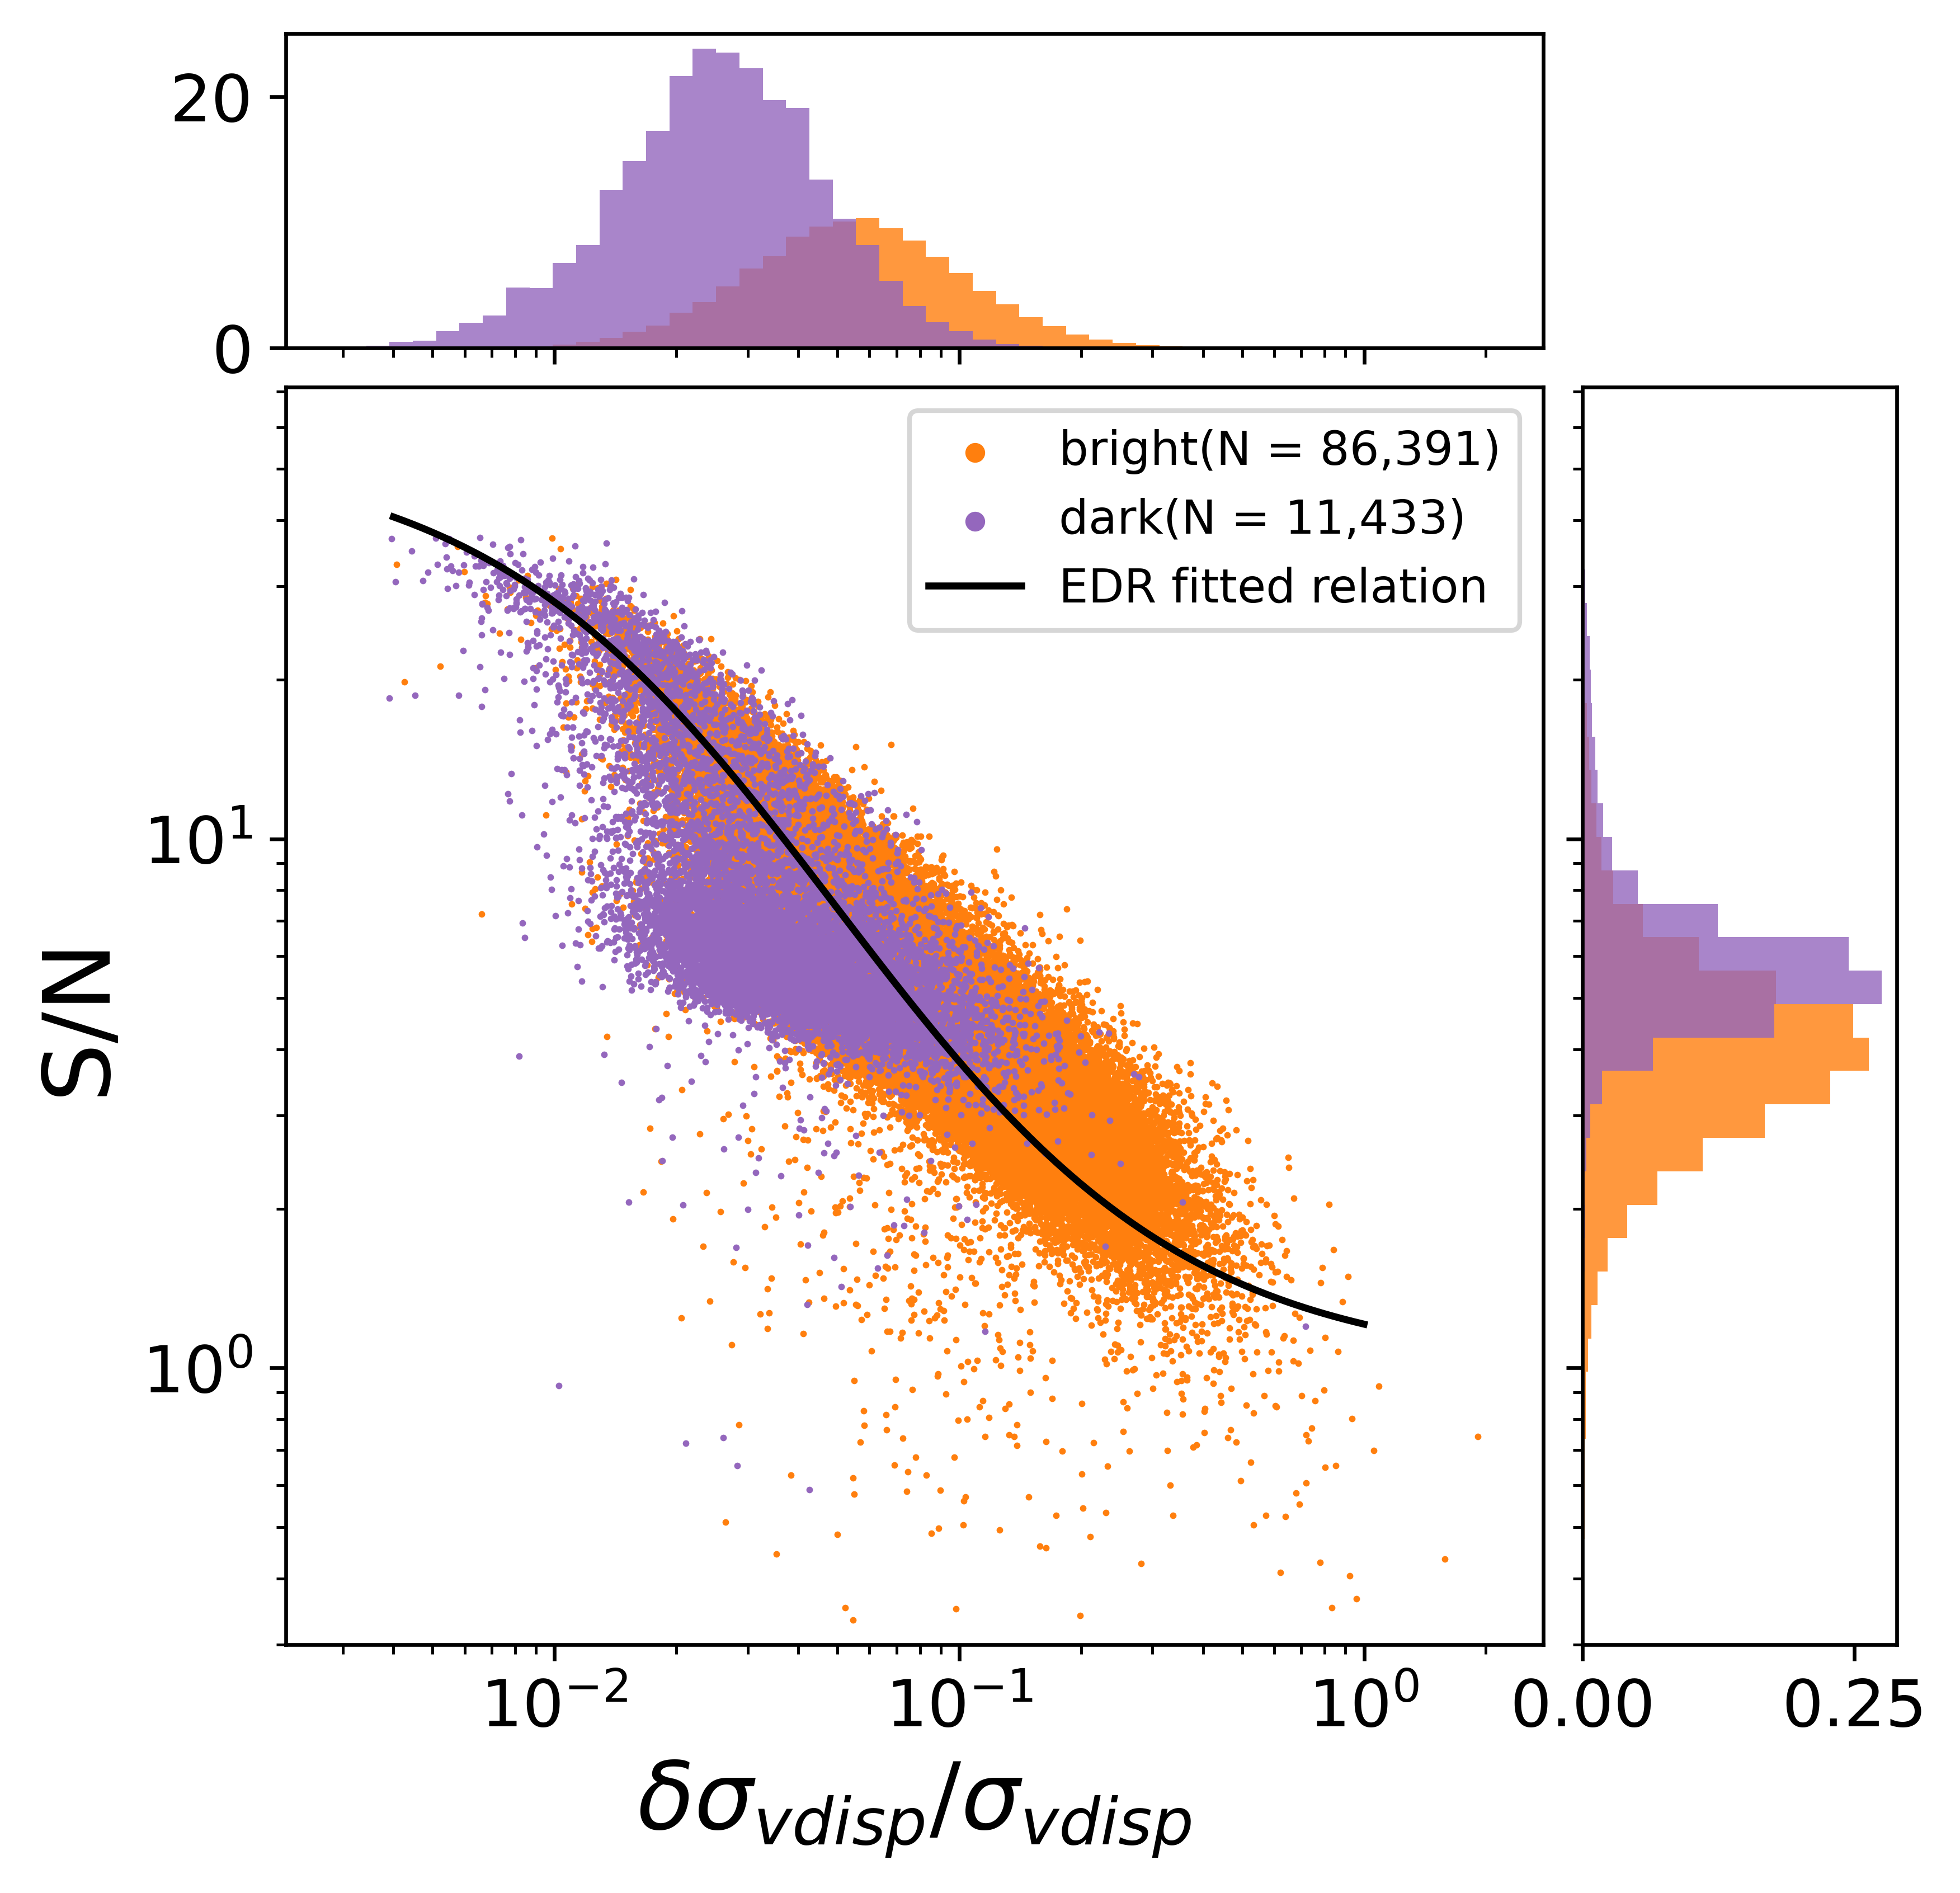 20
0
bright(N = 86,391)
dark(N = 11,433)
EDR fitted relation
S/N
10¹
10⁰
10⁻²
10⁻¹
10⁰
0.00
0.25
δσ_vdisp/σ_vdisp